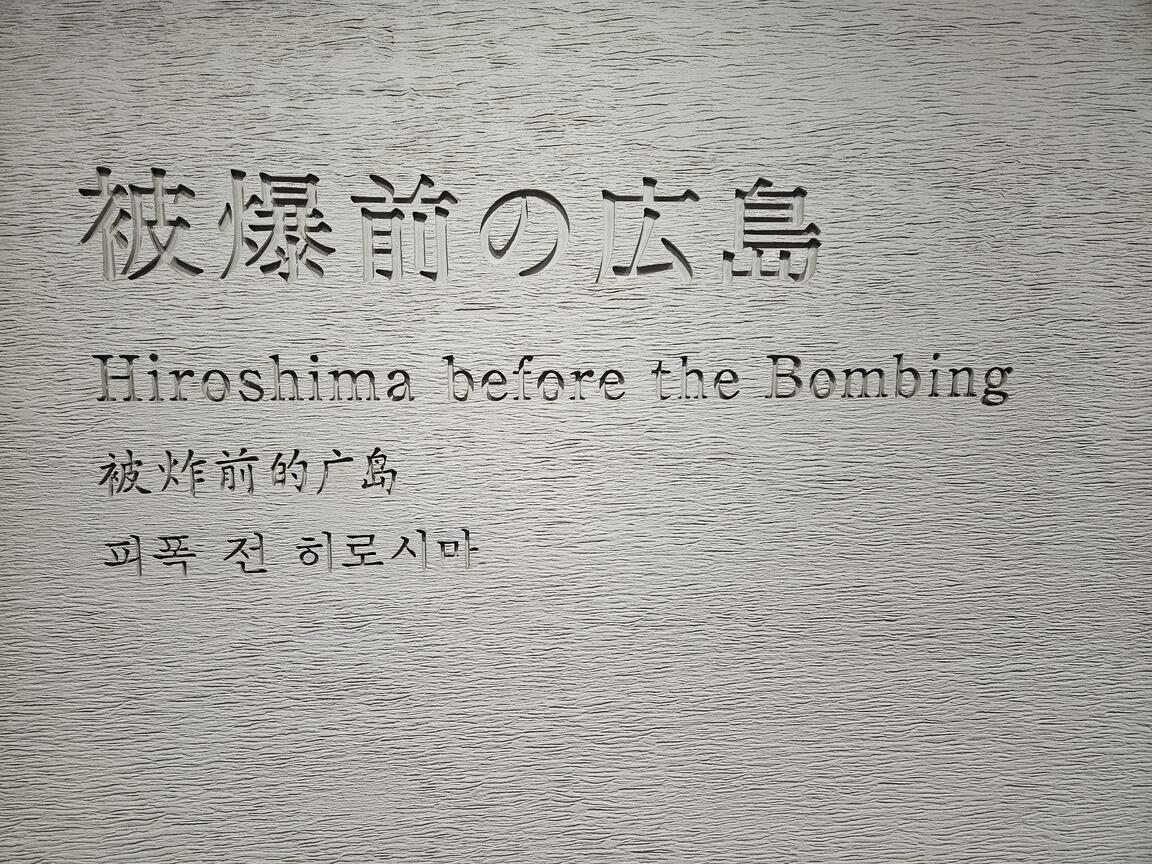 被爆前の広島
Hiroshima before the Bombing
被炸前的广岛
피폭 전 히로시마